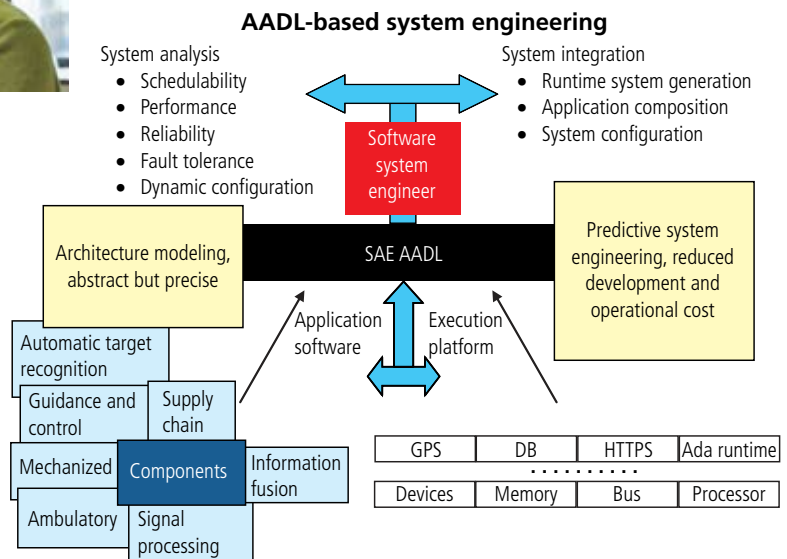 AADL-based system engineering
System analysis
• Schedulability
• Performance
• Reliability
• Fault tolerance
• Dynamic configuration
System integration
• Runtime system generation
• Application composition
• System configuration
Software
system
engineer
Architecture modeling,
abstract but precise
SAE AADL
Predictive system
engineering, reduced
development and
operational cost
Application
software
Execution
platform
Automatic target
recognition
Guidance and
control
Supply
chain
Mechanized
Components
Information
fusion
Ambulatory
Signal
processing
GPS DB HTTPS Ada runtime
. . . . . . . . . .
Devices Memory Bus Processor